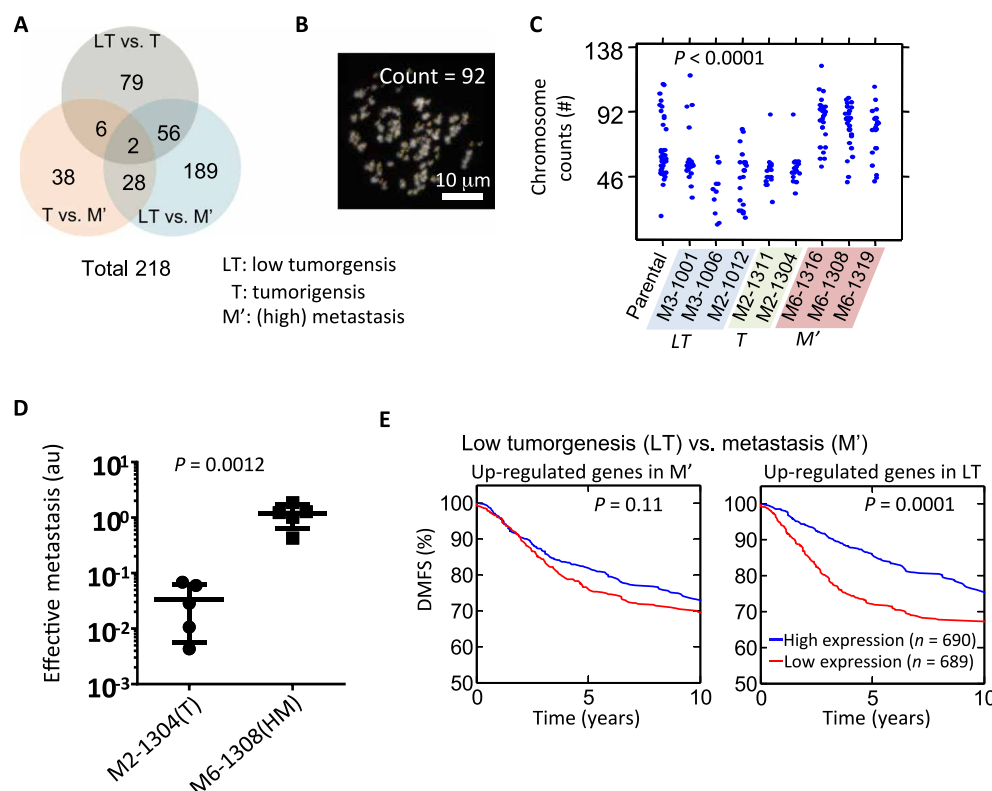 A
LT vs. T
79
6
2
56
38
28
189
T vs. M'
LT vs. M'
Total 218
LT: low tumorgensis
T: tumorigensis
M': (high) metastasis
B
Count = 92
10 µm
C
P < 0.0001
Chromosome
counts (#)
138
92
46
Parental
M3-1001
M3-1006
M2-1012
M2-1311
M2-1304
M6-1316
M6-1308
M6-1319
LT
T
M'
D
Effective metastasis (au)
P = 0.0012
10¹
10⁰
10⁻¹
10⁻²
10⁻³
M2-1304(T)
M6-1308(HM)
E
Low tumorgenesis (LT) vs. metastasis (M')
Up-regulated genes in M'
P = 0.11
DMFS (%)
100
90
80
70
60
50
0
5
10
Time (years)
Up-regulated genes in LT
P = 0.0001
100
90
80
70
60
50
High expression (n = 690)
Low expression (n = 689)
0
5
10
Time (years)